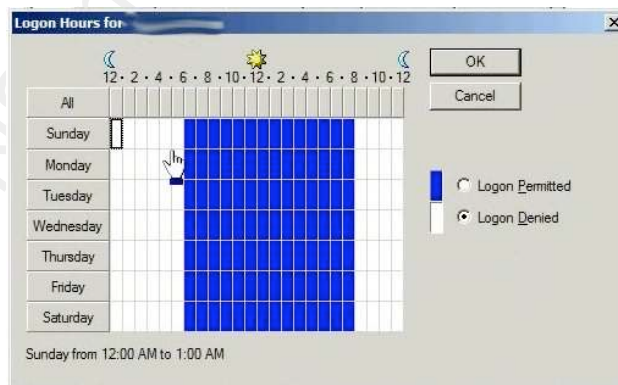 Logon Hours for
OK
12 · 2 · 4 · 6 · 8 · 10 · 12 · 2 · 4 · 6 · 8 · 10 · 12
Cancel
All
Sunday
Monday
Tuesday
Logon Permitted
Wednesday
Logon Denied
Thursday
Friday
Saturday
Sunday from 12:00 AM to 1:00 AM